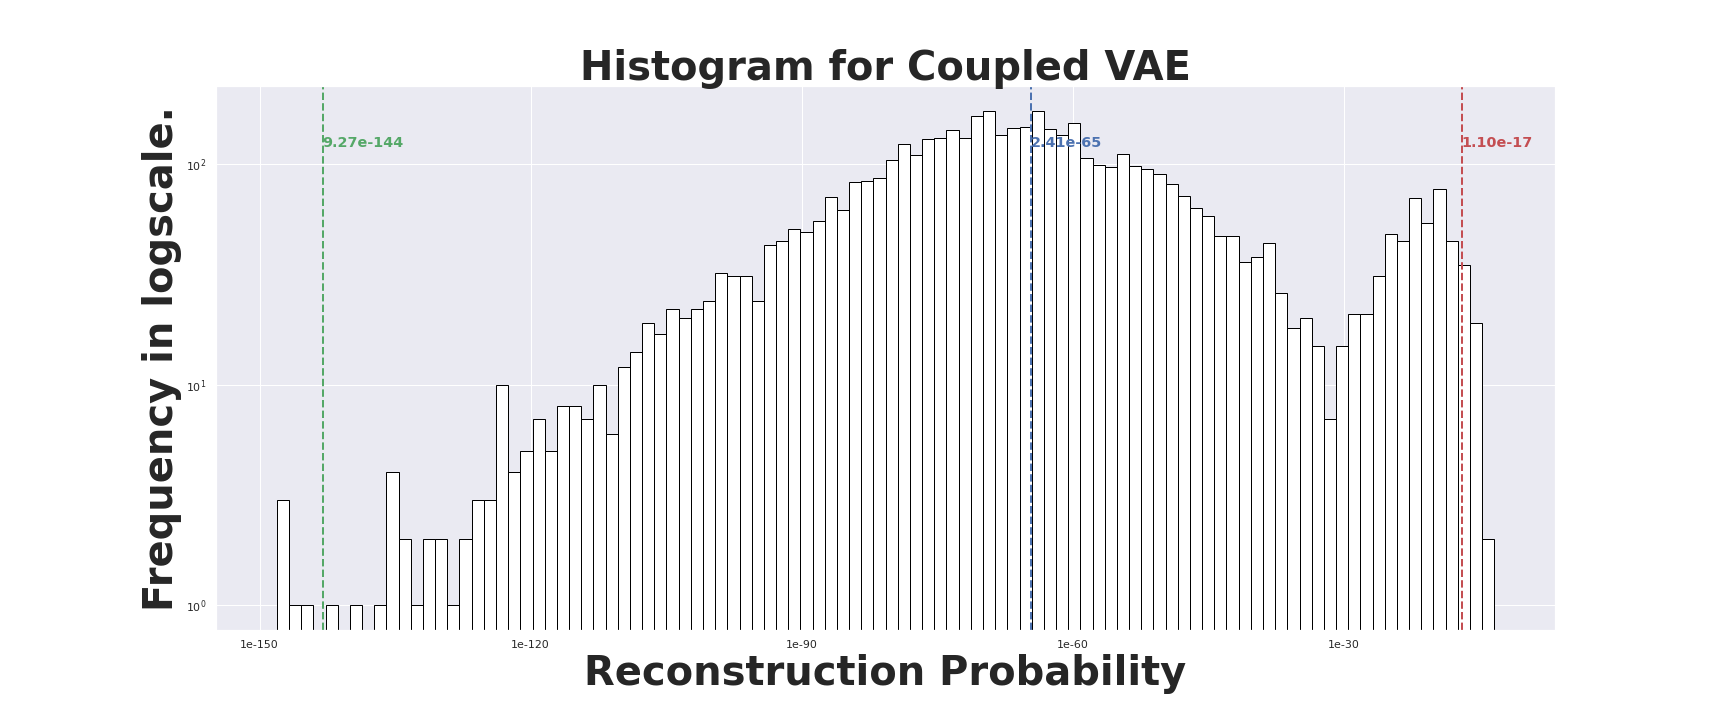 Histogram for Coupled VAE
Frequency in logscale.
10²
10¹
10⁰
9.27e-144
2.41e-65
1.10e-17
1e-150
1e-120
1e-90
1e-60
1e-30
Reconstruction Probability